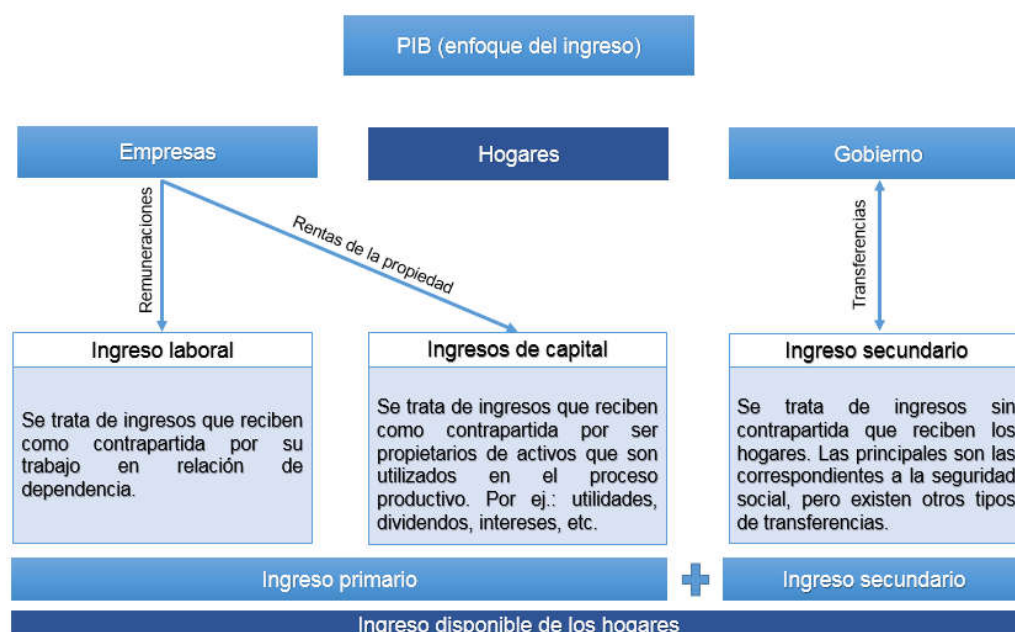 PIB (enfoque del ingreso)
Empresas
Hogares
Gobierno
Remuneraciones
Rentas de la propiedad
Transferencias
Ingreso laboral
Se trata de ingresos que reciben
como contrapartida por su
trabajo en relación de
dependencia.
Ingresos de capital
Se trata de ingresos que reciben
como contrapartida por ser
propietarios de activos que son
utilizados en el proceso
productivo. Por ej.: utilidades,
dividendos, intereses, etc.
Ingreso secundario
Se trata de ingresos sin
contrapartida que reciben los
hogares. Las principales son las
correspondientes a la seguridad
social, pero existen otros tipos
de transferencias.
Ingreso primario
Ingreso secundario
Ingreso disponible de los hogares